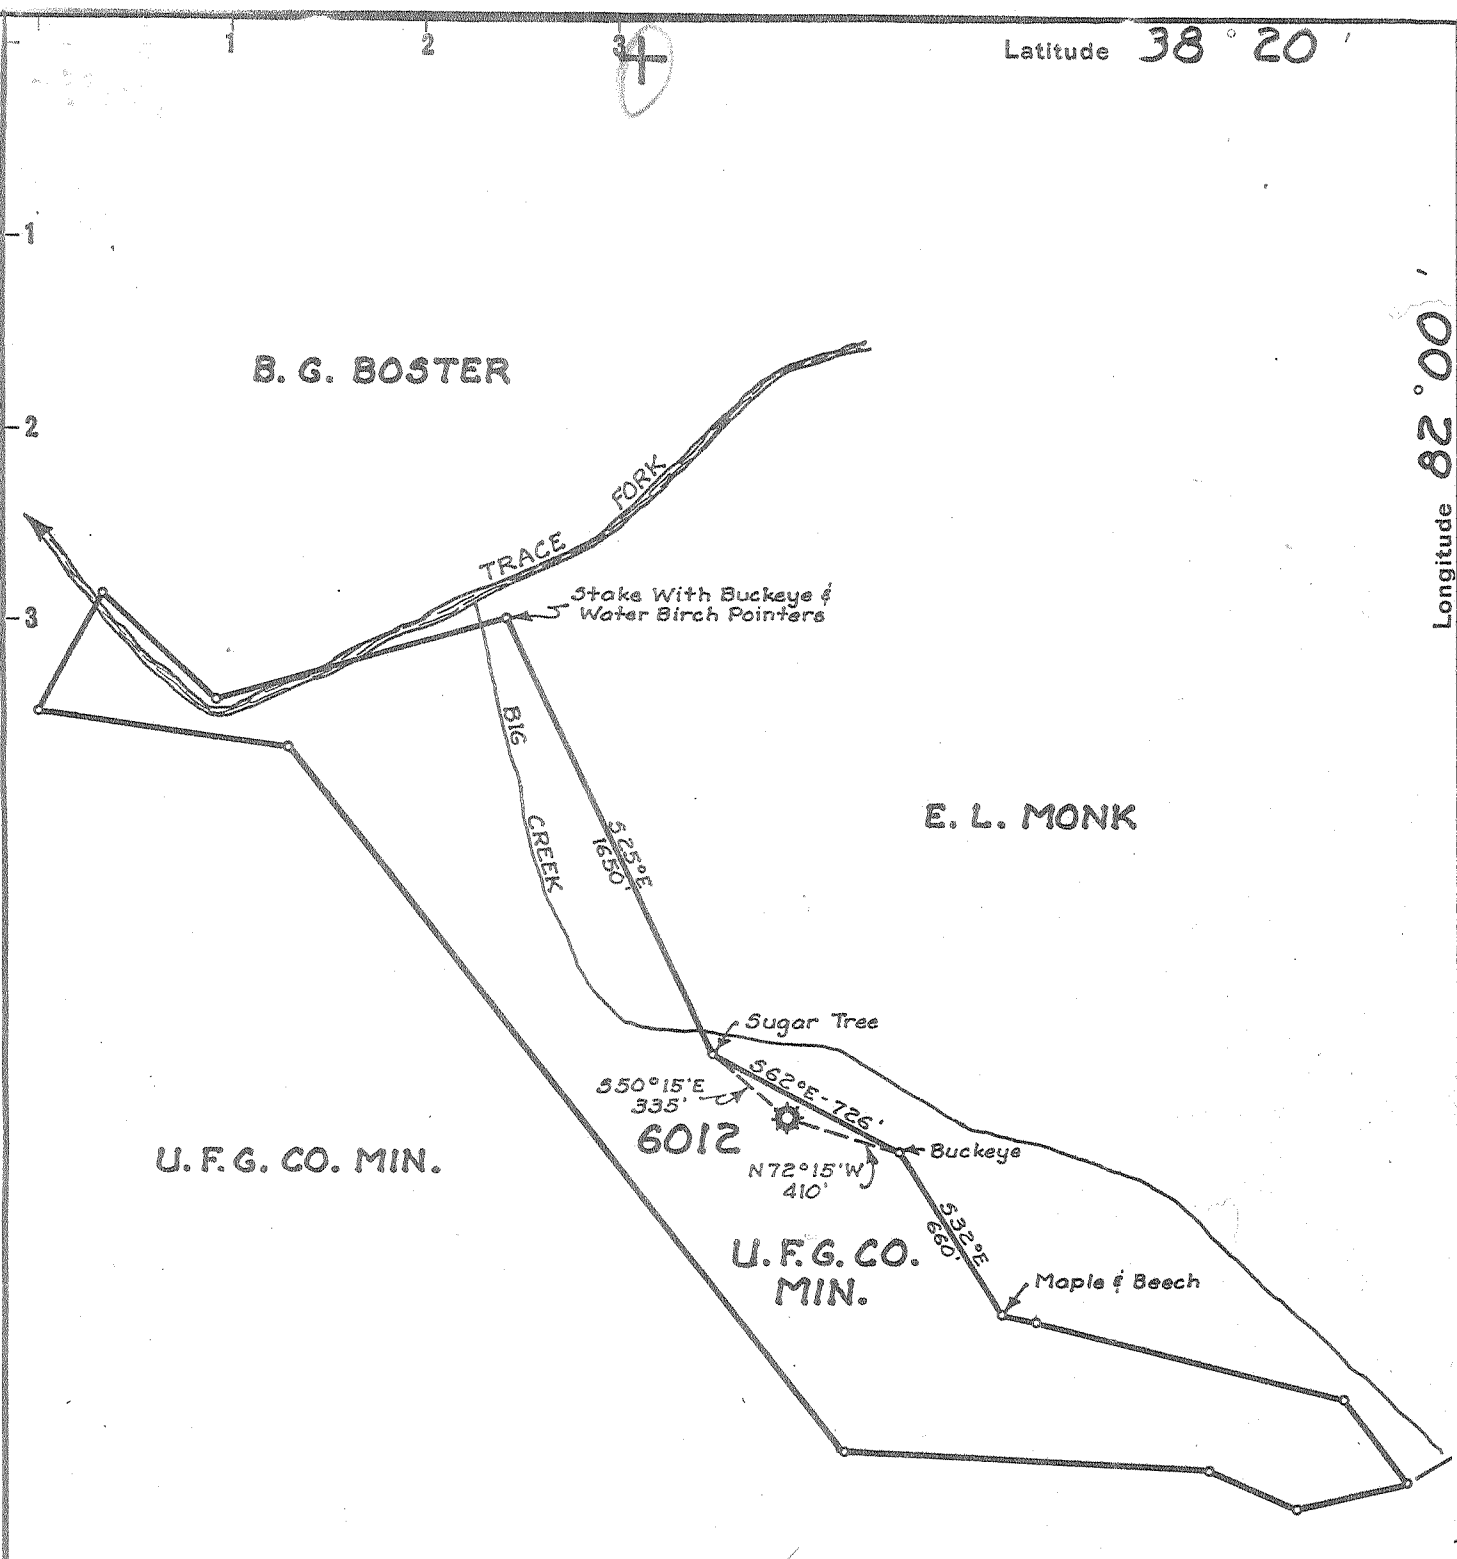 1 2 3
Latitude 38° 20'
-1
Longitude 82° 00'
B. G. BOSTER
-2
TRACE FORK
Stake With Buckeye &
Water Birch Pointers
-3
BIG CREEK
S25°E
1650'
E. L. MONK
Sugar Tree
S62°E-726'
S50°15'E
335'
6012
Buckeye
U.F.G. CO. MIN.
N72°15'W
410'
S32°E
660'
U.F.G. CO.
MIN.
Maple & Beech